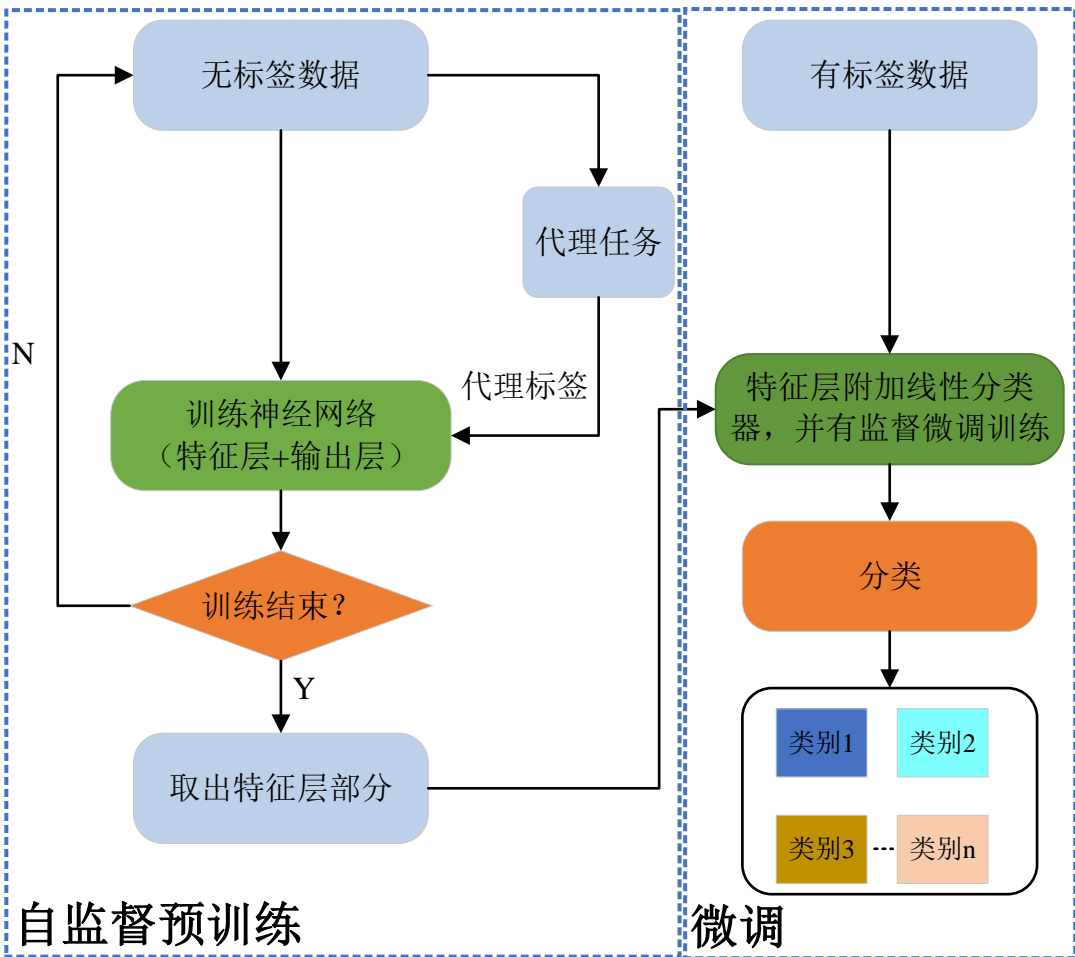 无标签数据
代理任务
N
代理标签
训练神经网络
（特征层+输出层）
训练结束？
Y
取出特征层部分
自监督预训练
有标签数据
特征层附加线性分类
器，并有监督微调训练
分类
类别1
类别2
类别3
···
类别n
微调